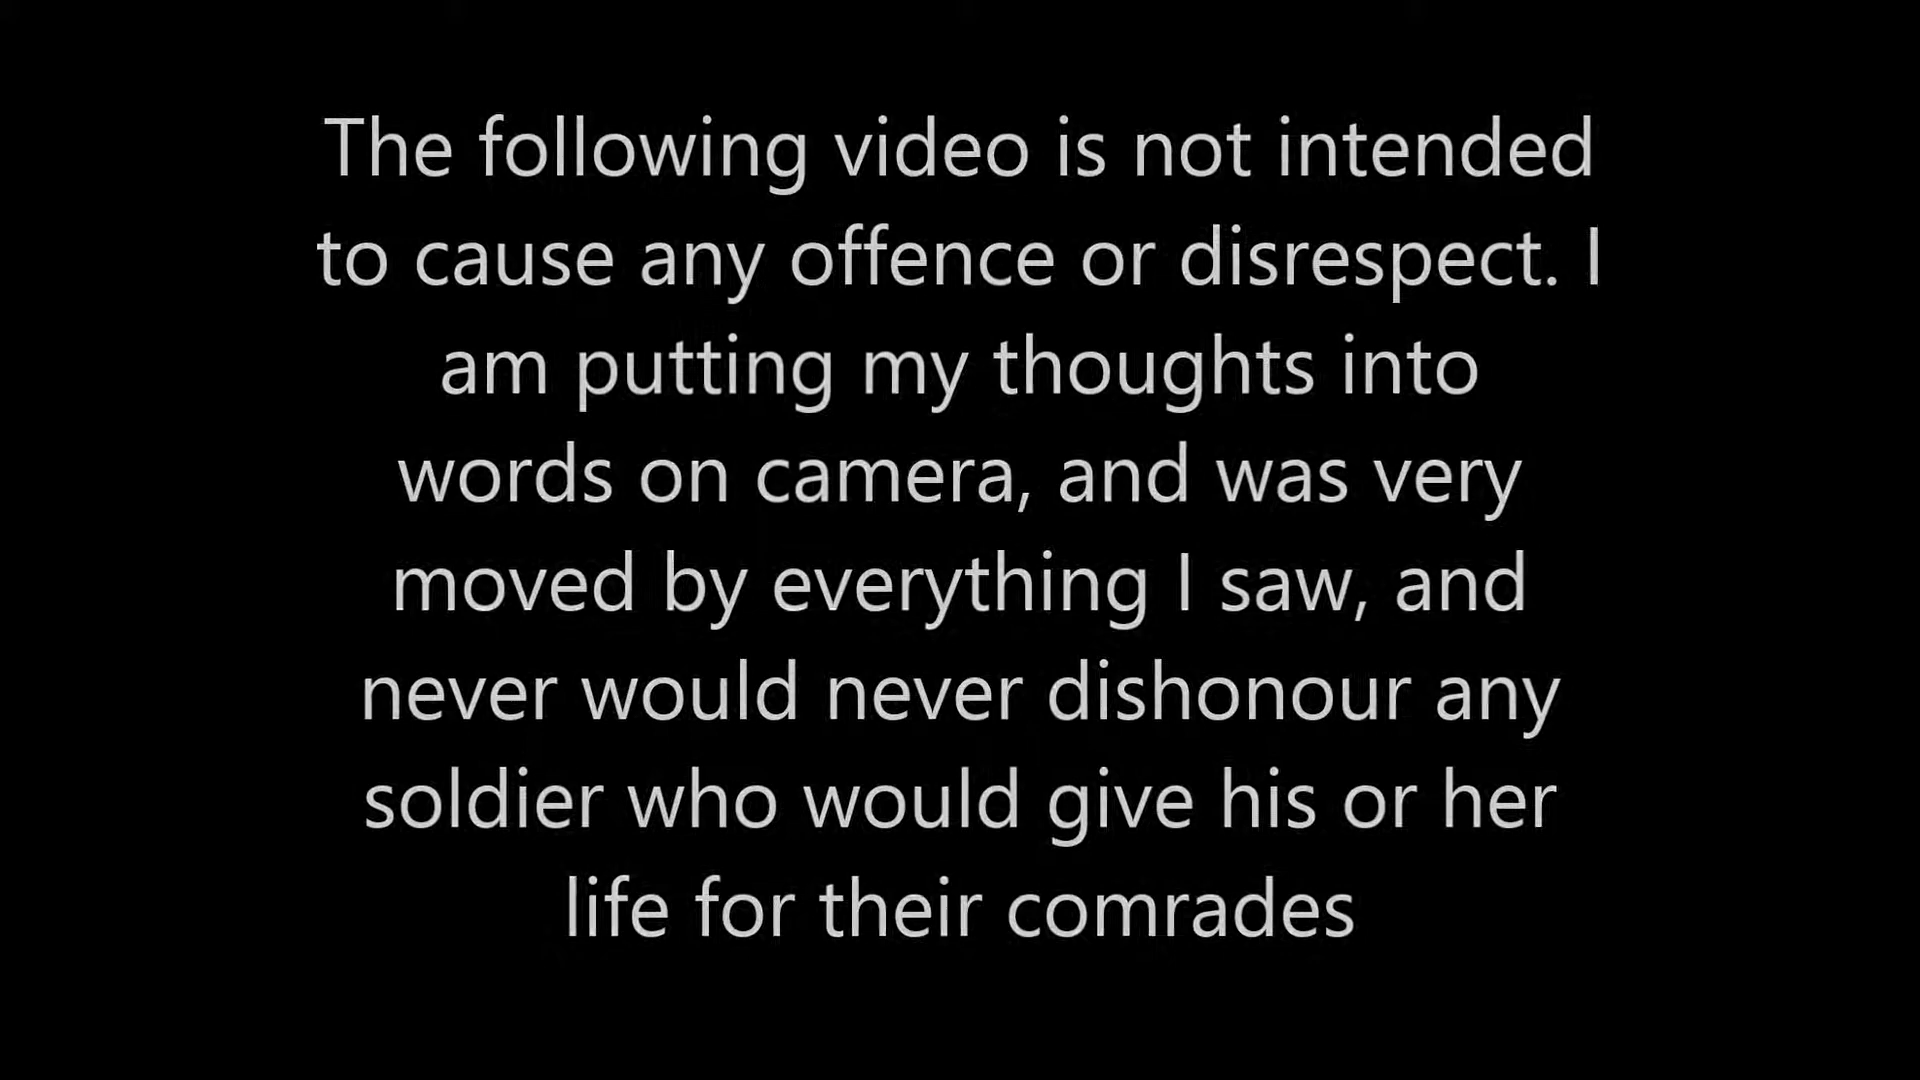 The following video is not intended
to cause any offence or disrespect. I
am putting my thoughts into
words on camera, and was very
moved by everything I saw, and
never would never dishonour any
soldier who would give his or her
life for their comrades